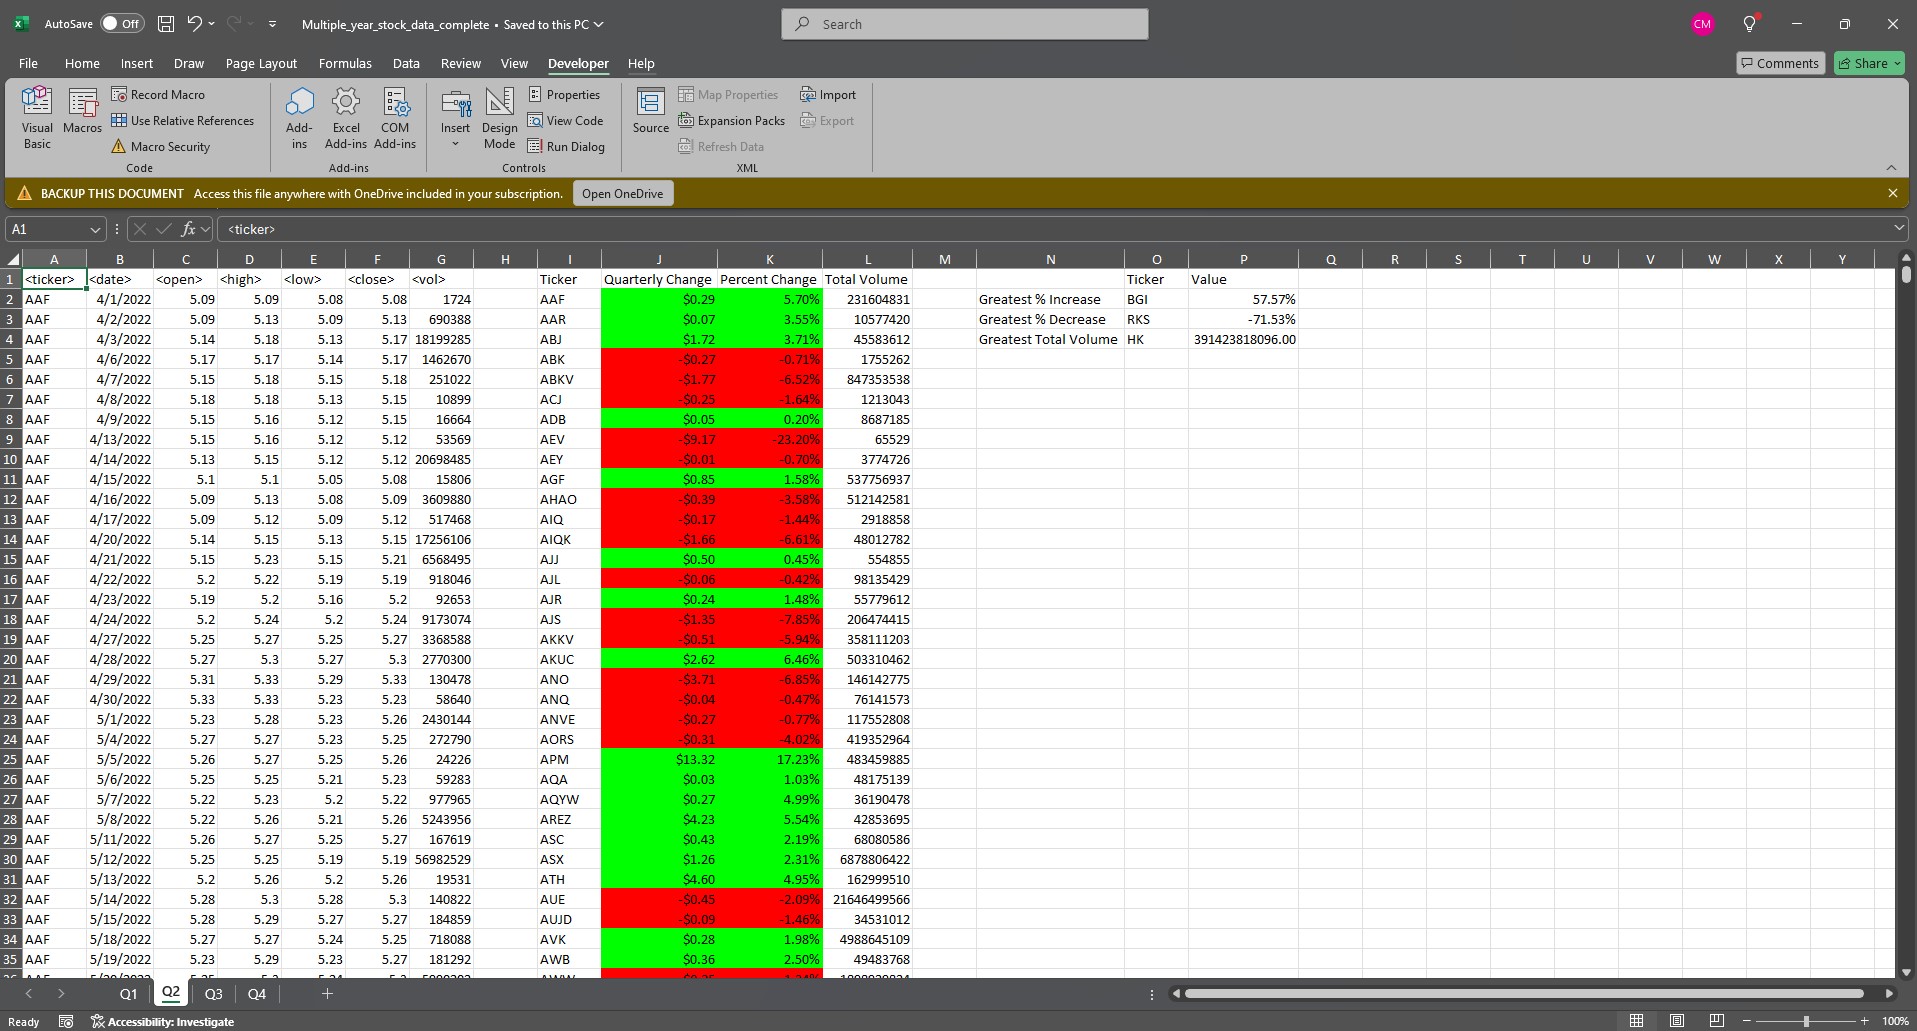 AutoSave Off Multiple_year_stock_data_complete • Saved to this PC Search CM
File Home Insert Draw Page Layout Formulas Data Review View Developer Help Comments Share
Visual Basic Macros Record Macro Use Relative References Macro Security Code
Add-ins Excel Add-ins COM Add-ins Add-ins
Insert Design Mode Properties View Code Run Dialog Controls
Source Map Properties Expansion Packs Refresh Data Import Export XML
BACKUP THIS DOCUMENT Access this file anywhere with OneDrive included in your subscription. Open OneDrive
A1 fx <ticker>
A B C D E F G H I J K L M N O P Q R S T U V W X Y
1 <ticker> <date> <open> <high> <low> <close> <vol> Ticker Quarterly Change Percent Change Total Volume Ticker Value
2 AAF 4/1/2022 5.09 5.09 5.08 5.08 1724 AAF $0.29 5.70% 231604831 Greatest % Increase BGI 57.57%
3 AAF 4/2/2022 5.09 5.13 5.09 5.13 690388 AAR $0.07 3.55% 10577420 Greatest % Decrease RKS -71.53%
4 AAF 4/3/2022 5.14 5.18 5.13 5.17 18199285 ABJ $1.72 3.71% 45583612 Greatest Total Volume HK 391423818096.00
5 AAF 4/6/2022 5.17 5.17 5.14 5.17 1462670 ABK -$0.27 -0.71% 1755262
6 AAF 4/7/2022 5.15 5.18 5.15 5.18 251022 ABKV -$1.77 -6.52% 847353538
7 AAF 4/8/2022 5.18 5.18 5.13 5.15 10899 ACJ -$0.25 -1.64% 1213043
8 AAF 4/9/2022 5.15 5.16 5.12 5.15 16664 ADB $0.05 0.20% 8687185
9 AAF 4/13/2022 5.15 5.16 5.12 5.12 53569 AEV -$9.17 -23.20% 65529
10 AAF 4/14/2022 5.13 5.15 5.12 5.12 20698485 AEY -$0.01 -0.70% 3774726
11 AAF 4/15/2022 5.1 5.1 5.05 5.08 15806 AGF $0.85 1.58% 537756937
12 AAF 4/16/2022 5.09 5.13 5.08 5.09 3609880 AHAO -$0.39 -3.58% 512142581
13 AAF 4/17/2022 5.09 5.12 5.09 5.12 517468 AIQ -$0.17 -1.44% 2918858
14 AAF 4/20/2022 5.14 5.15 5.13 5.15 17256106 AIQK -$1.66 -6.61% 48012782
15 AAF 4/21/2022 5.15 5.23 5.15 5.21 6568495 AJJ $0.50 0.45% 554855
16 AAF 4/22/2022 5.2 5.22 5.19 5.19 918046 AJL -$0.06 -0.42% 98135429
17 AAF 4/23/2022 5.19 5.2 5.16 5.2 92653 AJR $0.24 1.48% 55779612
18 AAF 4/24/2022 5.2 5.24 5.2 5.24 9173074 AJS -$1.35 -7.85% 206474415
19 AAF 4/27/2022 5.25 5.27 5.25 5.27 3368588 AKKV -$0.51 -5.94% 358111203
20 AAF 4/28/2022 5.27 5.3 5.27 5.3 2770300 AKUC $2.62 6.46% 503310462
21 AAF 4/29/2022 5.31 5.33 5.29 5.33 130478 ANO -$3.71 -6.85% 146142775
22 AAF 4/30/2022 5.33 5.33 5.23 5.23 58640 ANQ -$0.04 -0.47% 76141573
23 AAF 5/1/2022 5.23 5.28 5.23 5.26 2430144 ANVE -$0.27 -0.77% 117552808
24 AAF 5/4/2022 5.27 5.27 5.23 5.25 272790 AORS -$0.31 -4.02% 419352964
25 AAF 5/5/2022 5.26 5.27 5.25 5.26 24226 APM $13.32 17.23% 483459885
26 AAF 5/6/2022 5.25 5.25 5.21 5.23 59283 AQA $0.03 1.03% 48175139
27 AAF 5/7/2022 5.22 5.23 5.2 5.22 977965 AQYW $0.27 4.99% 36190478
28 AAF 5/8/2022 5.22 5.26 5.21 5.26 5243956 AREZ $4.23 5.54% 42853695
29 AAF 5/11/2022 5.26 5.27 5.25 5.27 167619 ASC $0.43 2.19% 68080586
30 AAF 5/12/2022 5.25 5.25 5.19 5.19 56982529 ASX $1.26 2.31% 6878806422
31 AAF 5/13/2022 5.2 5.26 5.2 5.26 19531 ATH $4.60 4.95% 162999510
32 AAF 5/14/2022 5.28 5.3 5.28 5.3 140822 AUE -$0.45 -2.09% 21646499566
33 AAF 5/15/2022 5.28 5.29 5.27 5.27 184859 AUJD -$0.09 -1.46% 34531012
34 AAF 5/18/2022 5.27 5.27 5.24 5.25 718088 AVK $0.28 1.98% 4988645109
35 AAF 5/19/2022 5.23 5.29 5.23 5.27 181292 AWB $0.36 2.50% 49483768
Q1 Q2 Q3 Q4
Ready Accessibility: Investigate 100%